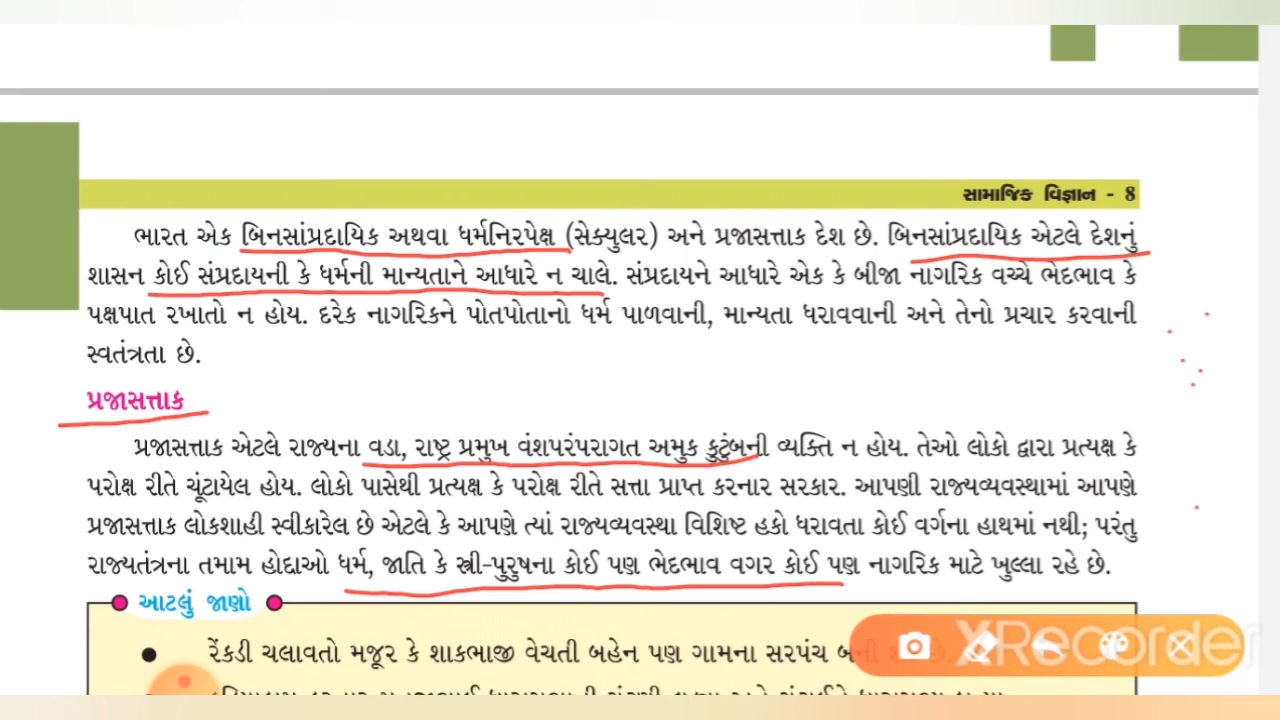 સામાજિક વિજ્ઞાન - 8
ભારત એક બિનસાંપ્રદાયિક અથવા ધર્મનિરપેક્ષ (સેક્યુલર) અને પ્રજાસત્તાક દેશ છે. બિનસાંપ્રદાયિક એટલે દેશનું
શાસન કોઈ સંપ્રદાયની કે ધર્મની માન્યતાને આધારે ન ચાલે. સંપ્રદાયને આધારે એક કે બીજા નાગરિક વચ્ચે ભેદભાવ કે
પક્ષપાત રખાતો ન હોય. દરેક નાગરિકને પોતપોતાનો ધર્મ પાળવાની, માન્યતા ધરાવવાની અને તેનો પ્રચાર કરવાની
સ્વતંત્રતા છે.
પ્રજાસત્તાક
પ્રજાસત્તાક એટલે રાજ્યના વડા, રાષ્ટ્ર પ્રમુખ વંશપરંપરાગત અમુક કુટુંબની વ્યક્તિ ન હોય. તેઓ લોકો દ્વારા પ્રત્યક્ષ કે
પરોક્ષ રીતે ચૂંટાયેલ હોય. લોકો પાસેથી પ્રત્યક્ષ કે પરોક્ષ રીતે સત્તા પ્રાપ્ત કરનાર સરકાર. આપણી રાજ્યવ્યવસ્થામાં આપણે
પ્રજાસત્તાક લોકશાહી સ્વીકારેલ છે એટલે કે આપણે ત્યાં રાજ્યવ્યવસ્થા વિશિષ્ટ હકો ધરાવતા કોઈ વર્ગના હાથમાં નથી; પરંતુ
રાજ્યતંત્રના તમામ હોદ્દાઓ ધર્મ, જાતિ કે સ્ત્રી-પુરુષના કોઈ પણ ભેદભાવ વગર કોઈ પણ નાગરિક માટે ખુલ્લા રહે છે.
આટલું જાણો
● રેંકડી ચલાવતો મજૂર કે શાકભાજી વેચતી બહેન પણ ગામના સરપંચ બની
XRecorder